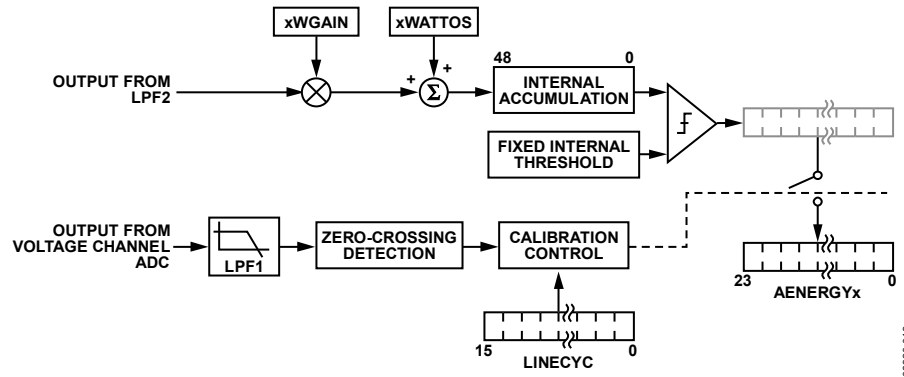 xWGAIN
xWATTOS
OUTPUT FROM
LPF2
+
+
Σ
48
0
INTERNAL
ACCUMULATION
FIXED INTERNAL
THRESHOLD
OUTPUT FROM
VOLTAGE CHANNEL
ADC
LPF1
ZERO-CROSSING
DETECTION
CALIBRATION
CONTROL
23
0
AENERGYx
15
0
LINECYC